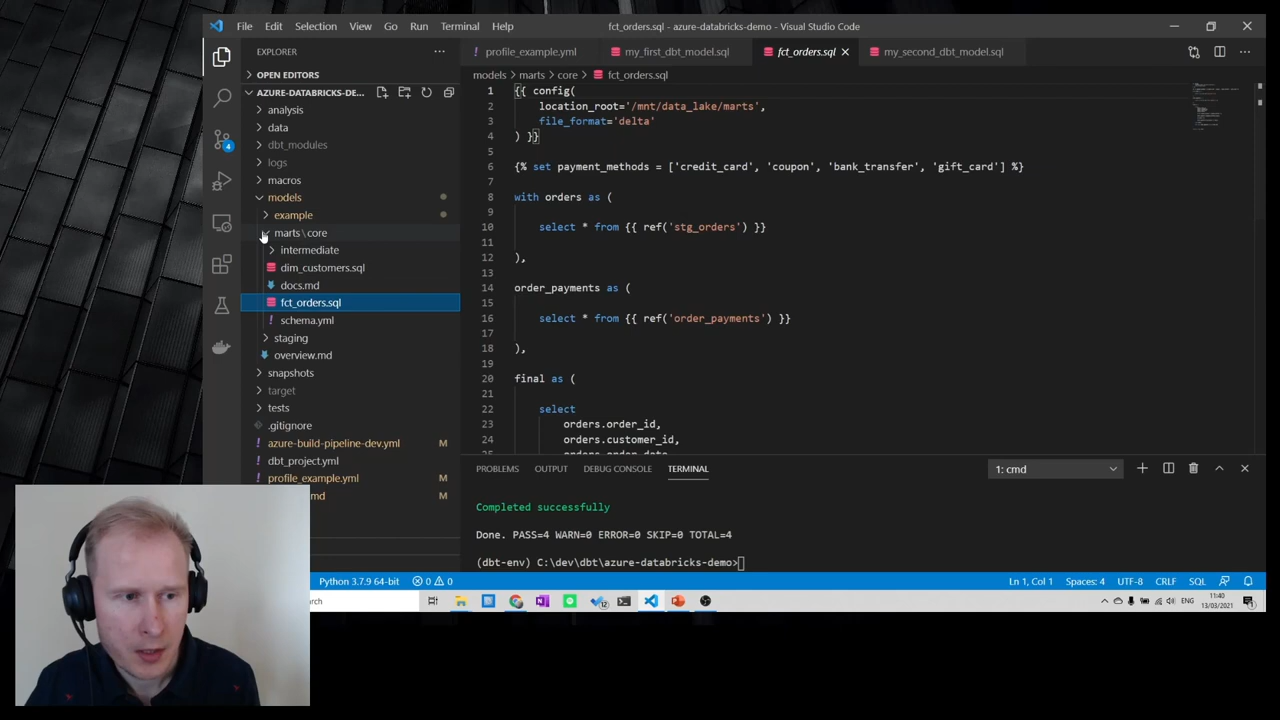 File Edit Selection View Go Run Terminal Help fct_orders.sql - azure-databricks-demo - Visual Studio Code
EXPLORER
OPEN EDITORS
AZURE-DATABRICKS-DE...
analysis
data
dbt_modules
logs
macros
models
example
marts\core
intermediate
dim_customers.sql
docs.md
fct_orders.sql
schema.yml
staging
overview.md
snapshots
target
tests
.gitignore
azure-build-pipeline-dev.yml M
dbt_project.yml
profile_example.yml M
md M
4
profile_example.yml my_first_dbt_model.sql fct_orders.sql my_second_dbt_model.sql
models > marts > core > fct_orders.sql
1 {{ config(
2 location_root='/mnt/data_lake/marts',
3 file_format='delta'
4 ) }}
5
6 {% set payment_methods = ['credit_card', 'coupon', 'bank_transfer', 'gift_card'] %}
7
8 with orders as (
9
10 select * from {{ ref('stg_orders') }}
11
12 ),
13
14 order_payments as (
15
16 select * from {{ ref('order_payments') }}
17
18 ),
19
20 final as (
21
22 select
23 orders.order_id,
24 orders.customer_id,
25 orders.order_date,
PROBLEMS OUTPUT DEBUG CONSOLE TERMINAL 1: cmd
Completed successfully
Done. PASS=4 WARN=0 ERROR=0 SKIP=0 TOTAL=4
(dbt-env) C:\dev\dbt\azure-databricks-demo>
Python 3.7.9 64-bit 0 0 Ln 1, Col 1 Spaces: 4 UTF-8 CRLF SQL
rch 12 ENG 11:40
13/03/2021